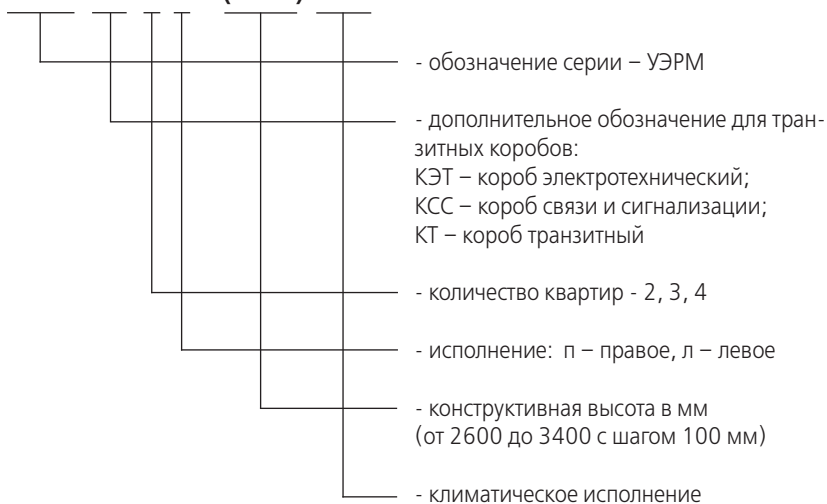 - обозначение серии – УЭРМ
- дополнительное обозначение для тран-
зитных коробов:
КЭТ – короб электротехнический;
КСС – короб связи и сигнализации;
КТ – короб транзитный
- количество квартир - 2, 3, 4
- исполнение: п – правое, л – левое
- конструктивная высота в мм
(от 2600 до 3400 с шагом 100 мм)
- климатическое исполнение